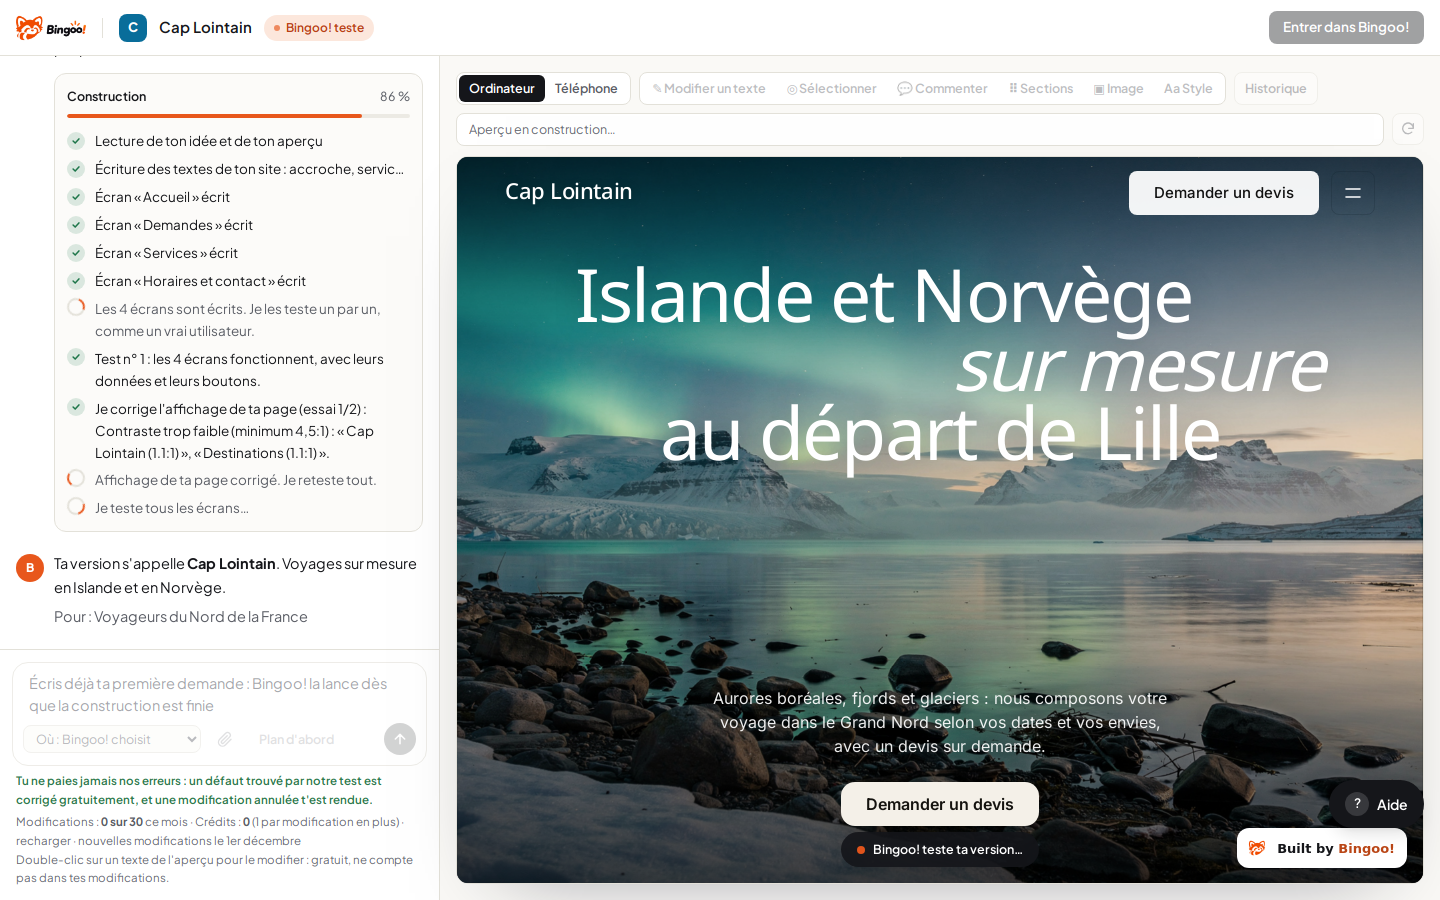 Bingoo!
C
Cap Lointain
Bingoo! teste
Entrer dans Bingoo!
Construction
86 %
Lecture de ton idée et de ton aperçu
Écriture des textes de ton site : accroche, servic…
Écran « Accueil » écrit
Écran « Demandes » écrit
Écran « Services » écrit
Écran « Horaires et contact » écrit
Les 4 écrans sont écrits. Je les teste un par un,
comme un vrai utilisateur.
Test n° 1 : les 4 écrans fonctionnent, avec leurs
données et leurs boutons.
Je corrige l'affichage de ta page (essai 1/2) :
Contraste trop faible (minimum 4,5:1) : « Cap
Lointain (1.1:1) », « Destinations (1.1:1) ».
Affichage de ta page corrigé. Je reteste tout.
Je teste tous les écrans…
B
Ta version s'appelle Cap Lointain. Voyages sur mesure
en Islande et en Norvège.
Pour : Voyageurs du Nord de la France
Écris déjà ta première demande : Bingoo! la lance dès
que la construction est finie
Où : Bingoo! choisit
Plan d'abord
Tu ne paies jamais nos erreurs : un défaut trouvé par notre test est
corrigé gratuitement, et une modification annulée t'est rendue.
Modifications : 0 sur 30 ce mois · Crédits : 0 (1 par modification en plus) ·
recharger · nouvelles modifications le 1er décembre
Double-clic sur un texte de l'aperçu pour le modifier : gratuit, ne compte
pas dans tes modifications.
Ordinateur
Téléphone
Modifier un texte
Sélectionner
Commenter
Sections
Image
Aa Style
Historique
Aperçu en construction…
Cap Lointain
Demander un devis
Islande et Norvège
sur mesure
au départ de Lille
Aurores boréales, fjords et glaciers : nous composons votre
voyage dans le Grand Nord selon vos dates et vos envies,
avec un devis sur demande.
Demander un devis
Bingoo! teste ta version…
? Aide
Built by Bingoo!